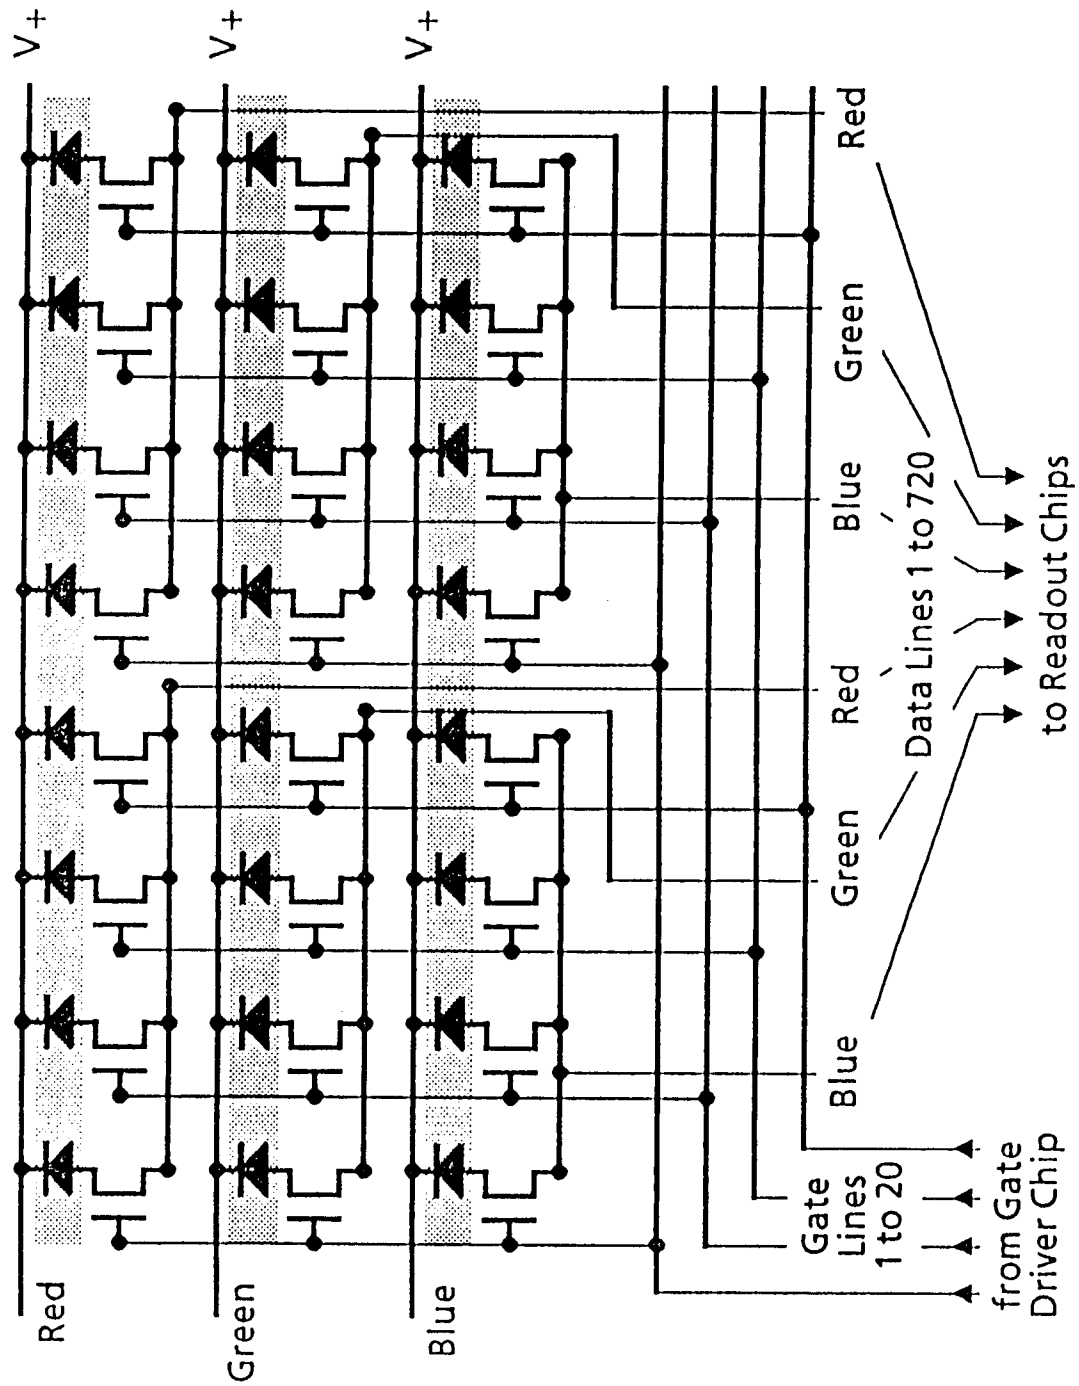 Red
V+
Green
V+
Blue
V+
Gate
Lines
1 to 20
from Gate
Driver Chip
Blue
Green
Red
Blue
Green
Red
Data Lines 1 to 720
to Readout Chips